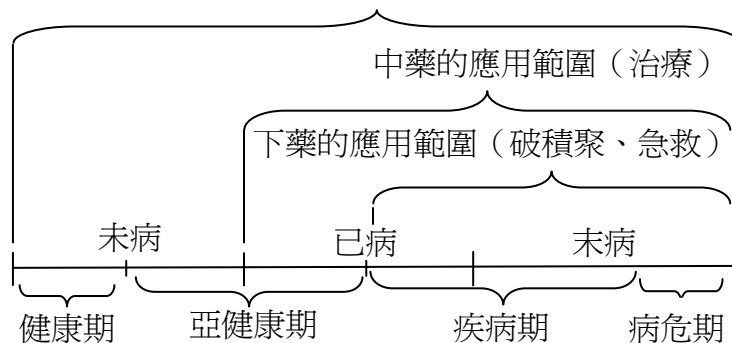 中藥的應用範圍（治療）
下藥的應用範圍（破積聚、急救）
未病 已病 末病
健康期 亞健康期 疾病期 病危期